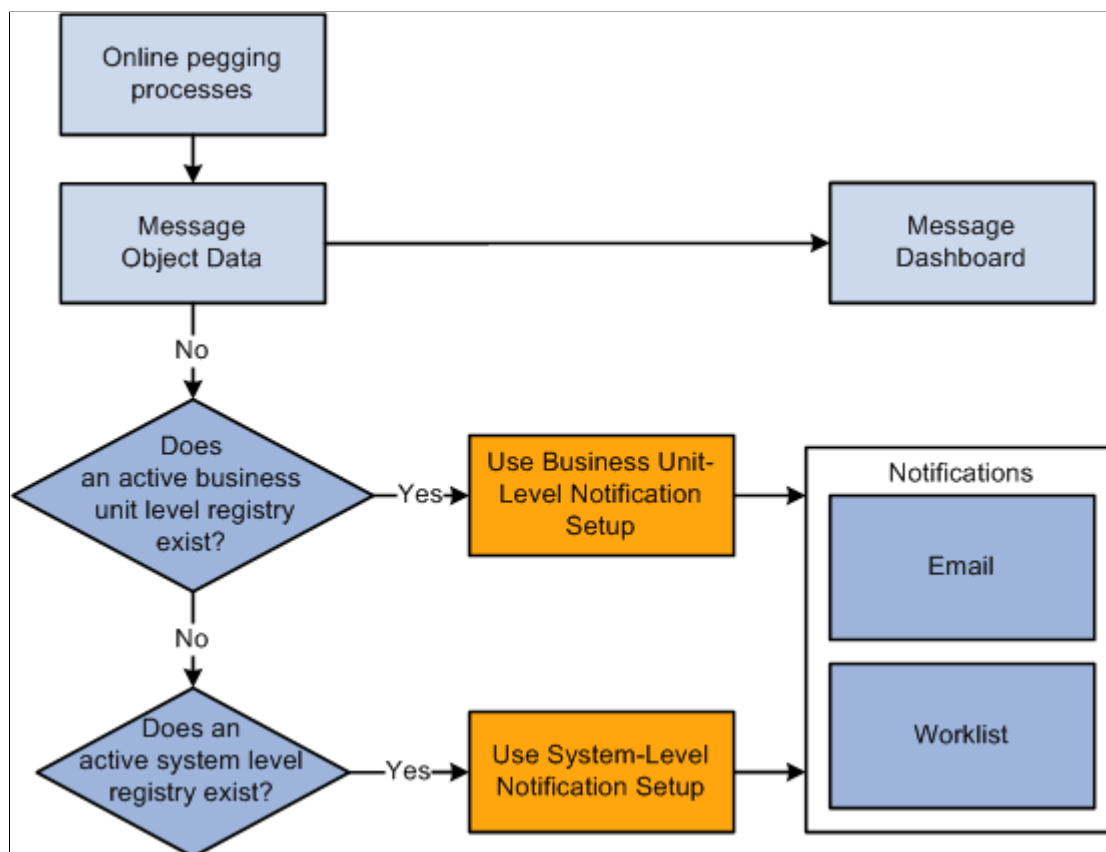 Online pegging
processes
Message
Object Data
Message
Dashboard
No
Does
an active business
unit level registry
exist?
Yes
Use Business Unit-
Level Notification
Setup
Notifications
Email
Worklist
No
Does an
active system level
registry exist?
Yes
Use System-Level
Notification Setup